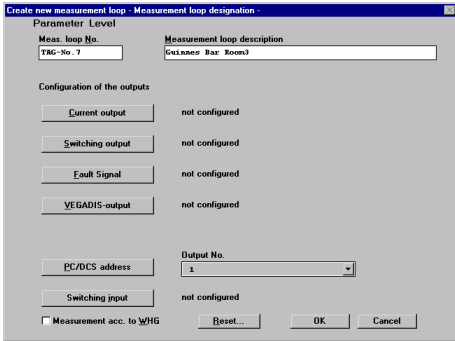 Create new measurement loop - Measurement loop designation -
Parameter Level
Meas. loop No.
Measurement loop description
TAG-No.7
Guinnes Bar Room3
Configuration of the outputs
Current output
not configured
Switching output
not configured
Fault Signal
not configured
VEGADIS-output
not configured
Output No.
PC/DCS address
1
Switching input
not configured
Measurement acc. to WHG
Reset...
OK
Cancel